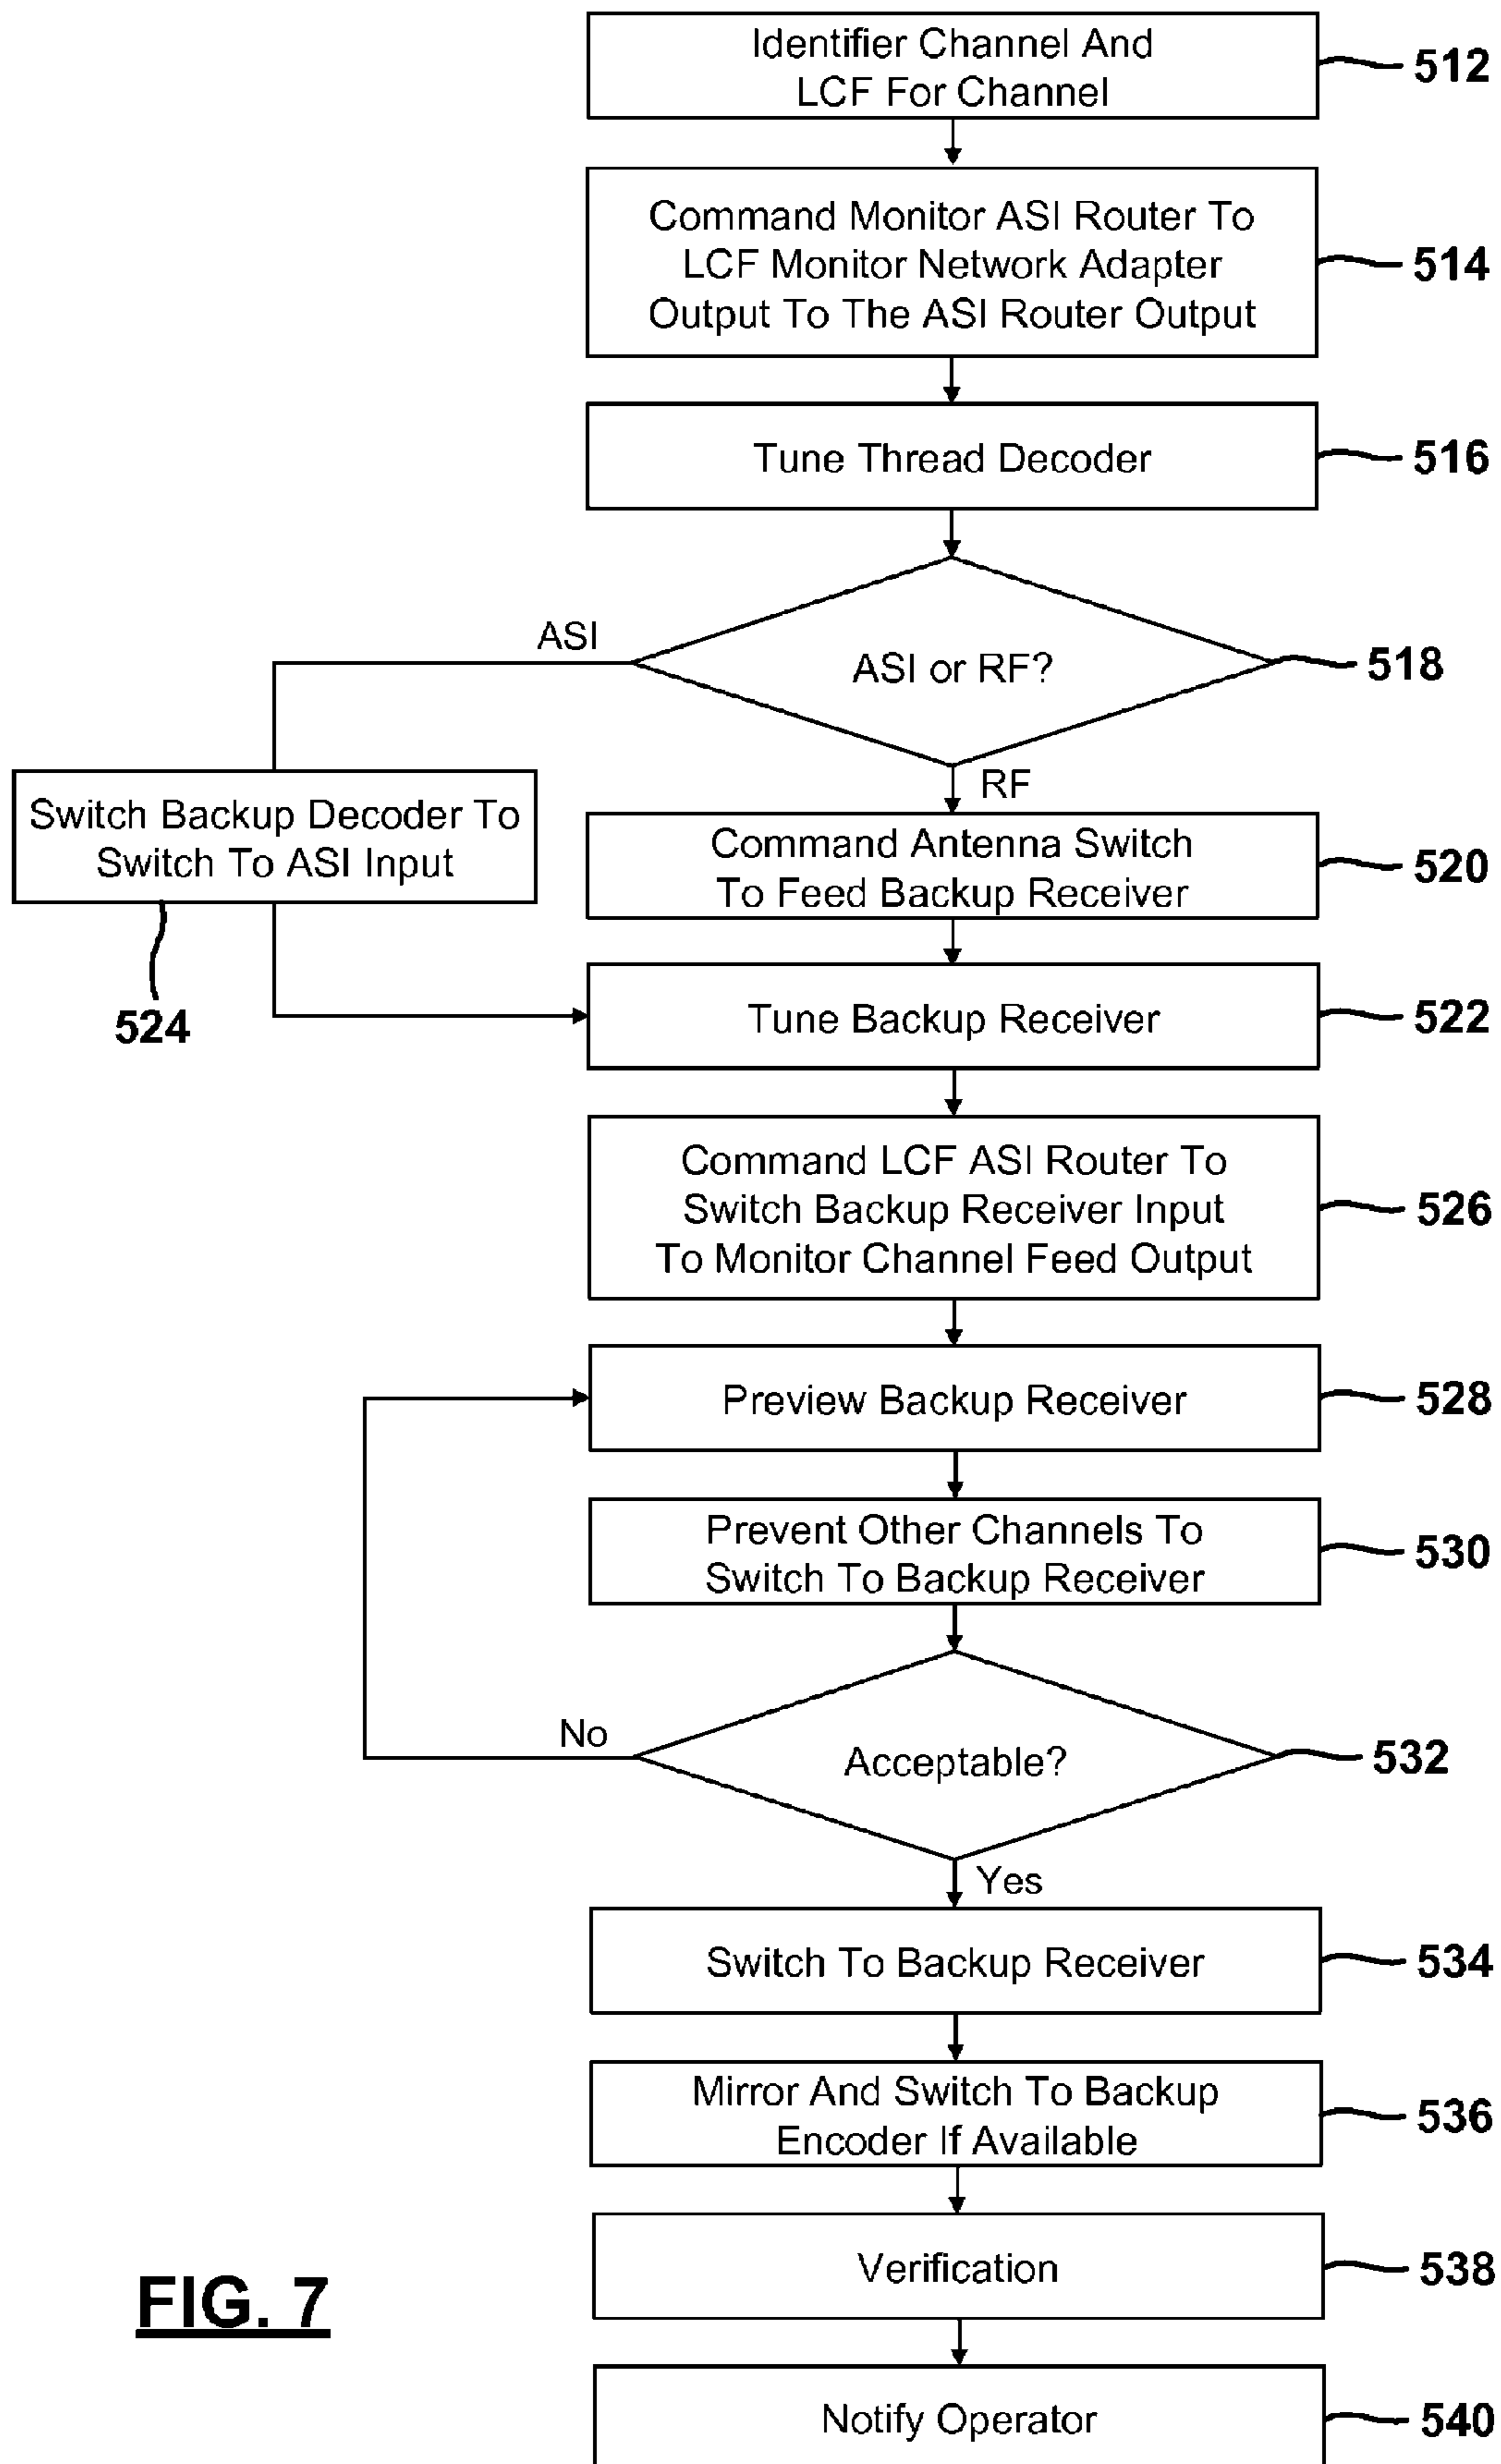 Identifier Channel And
LCF For Channel
512
Command Monitor ASI Router To
LCF Monitor Network Adapter
Output To The ASI Router Output
514
Tune Thread Decoder
516
ASI
ASI or RF?
518
RF
Switch Backup Decoder To
Switch To ASI Input
524
Command Antenna Switch
To Feed Backup Receiver
520
Tune Backup Receiver
522
Command LCF ASI Router To
Switch Backup Receiver Input
To Monitor Channel Feed Output
526
Preview Backup Receiver
528
Prevent Other Channels To
Switch To Backup Receiver
530
No
Acceptable?
532
Yes
Switch To Backup Receiver
534
Mirror And Switch To Backup
Encoder If Available
536
Verification
538
FIG. 7
Notify Operator
540